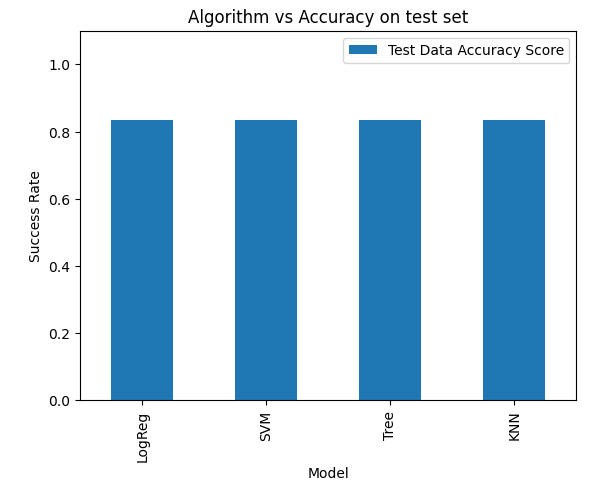 Algorithm vs Accuracy on test set
Test Data Accuracy Score
1.0
0.8
0.6
0.4
0.2
0.0
Success Rate
LogReg
SVM
Tree
KNN
Model